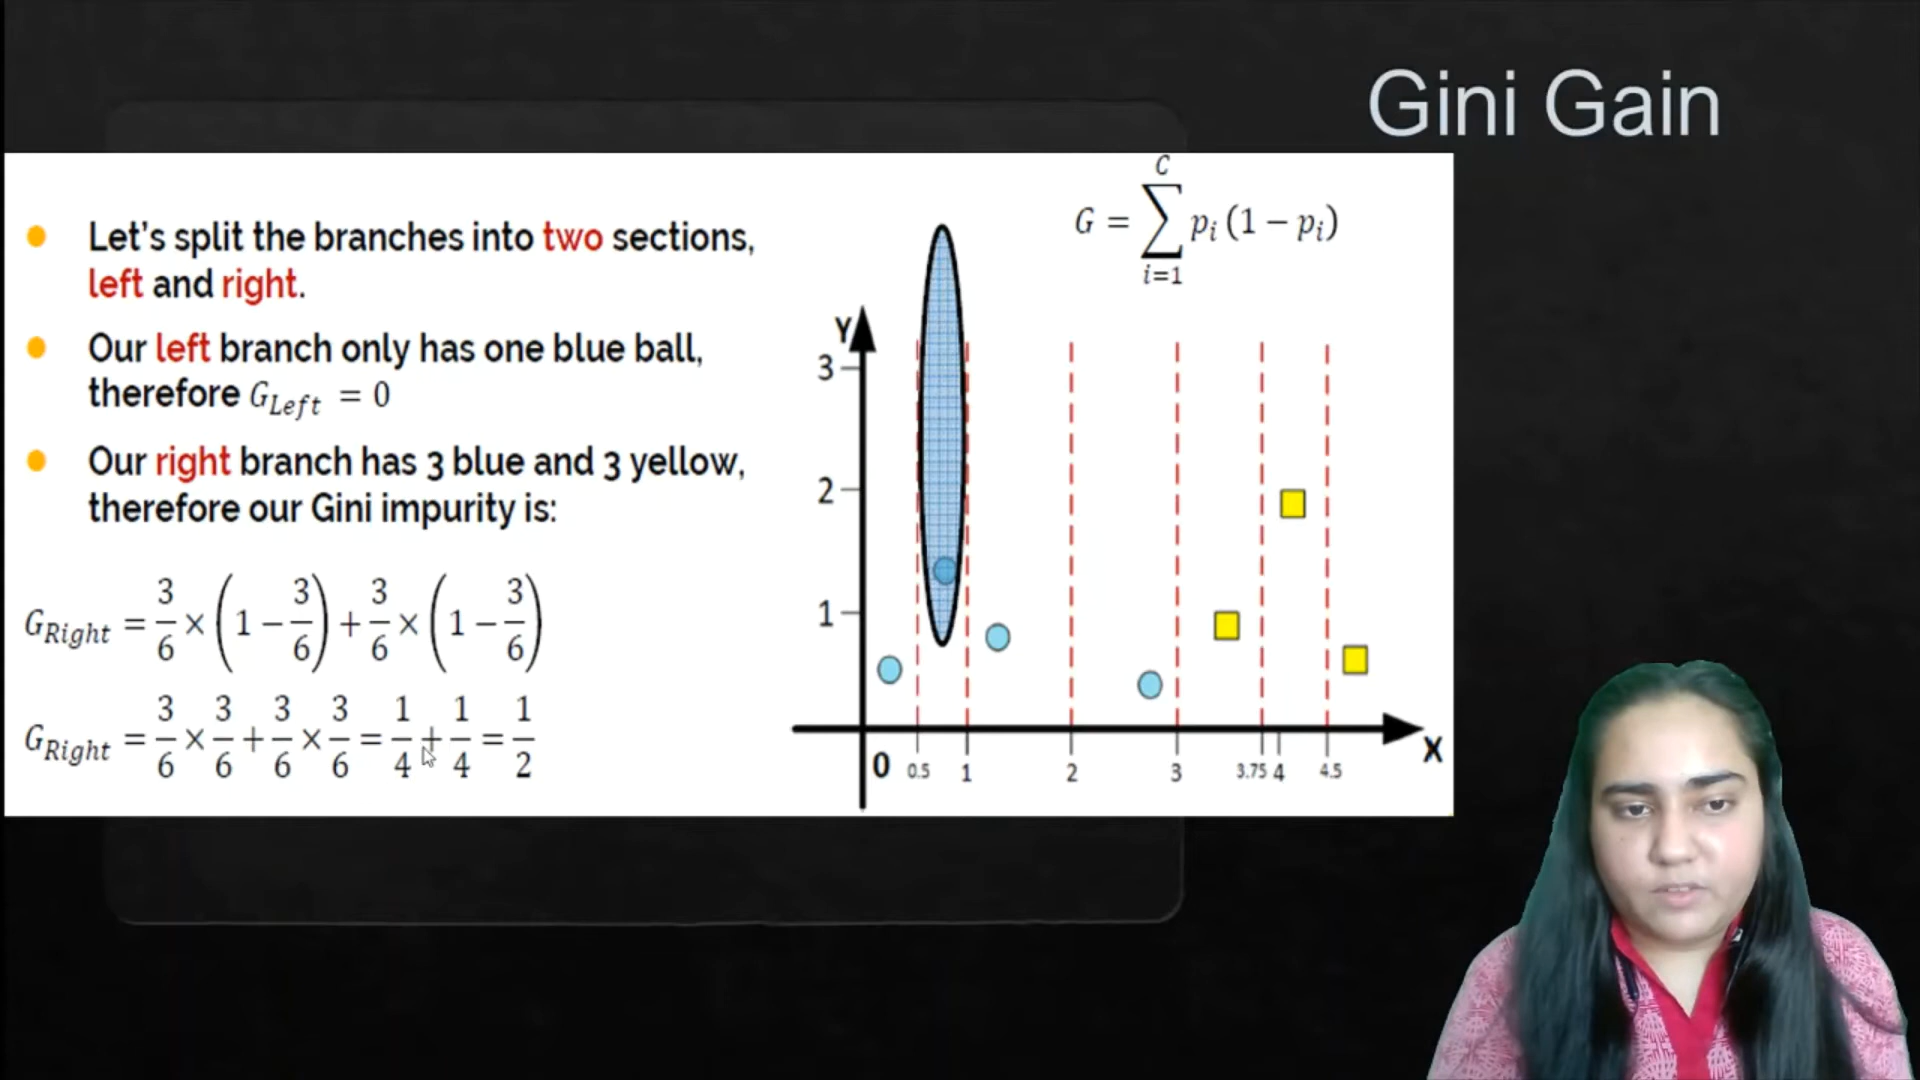 Gini Gain
Let's split the branches into two sections,
left and right.
Our left branch only has one blue ball,
therefore G_Left = 0
Our right branch has 3 blue and 3 yellow,
therefore our Gini impurity is:
G_Right = 3/6 × (1 − 3/6) + 3/6 × (1 − 3/6)
G_Right = 3/6 × 3/6 + 3/6 × 3/6 = 1/4 + 1/4 = 1/2
G = ∑_{i=1}^{C} p_i (1 − p_i)
Y
3
2
1
0 0.5 1 2 3 3.75 4 4.5
X